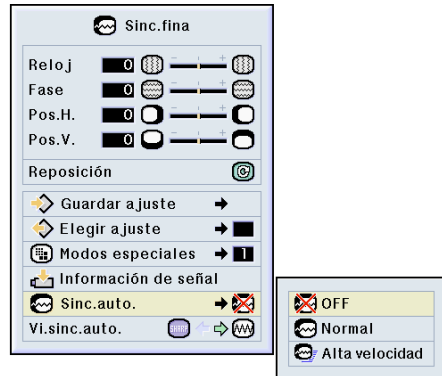 Sinc.fina
Reloj 0
Fase 0
Pos.H. 0
Pos.V. 0
Reposición
Guardar ajuste
Elegir ajuste
Modos especiales 1
Información de señal
Sinc.auto.
Vi.sinc.auto.
OFF
Normal
Alta velocidad